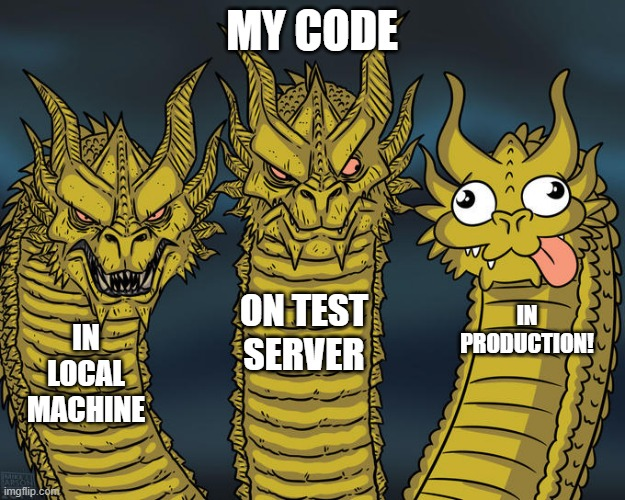 MY CODE
IN
LOCAL
MACHINE
ON TEST
SERVER
IN
PRODUCTION!
imgflip.com